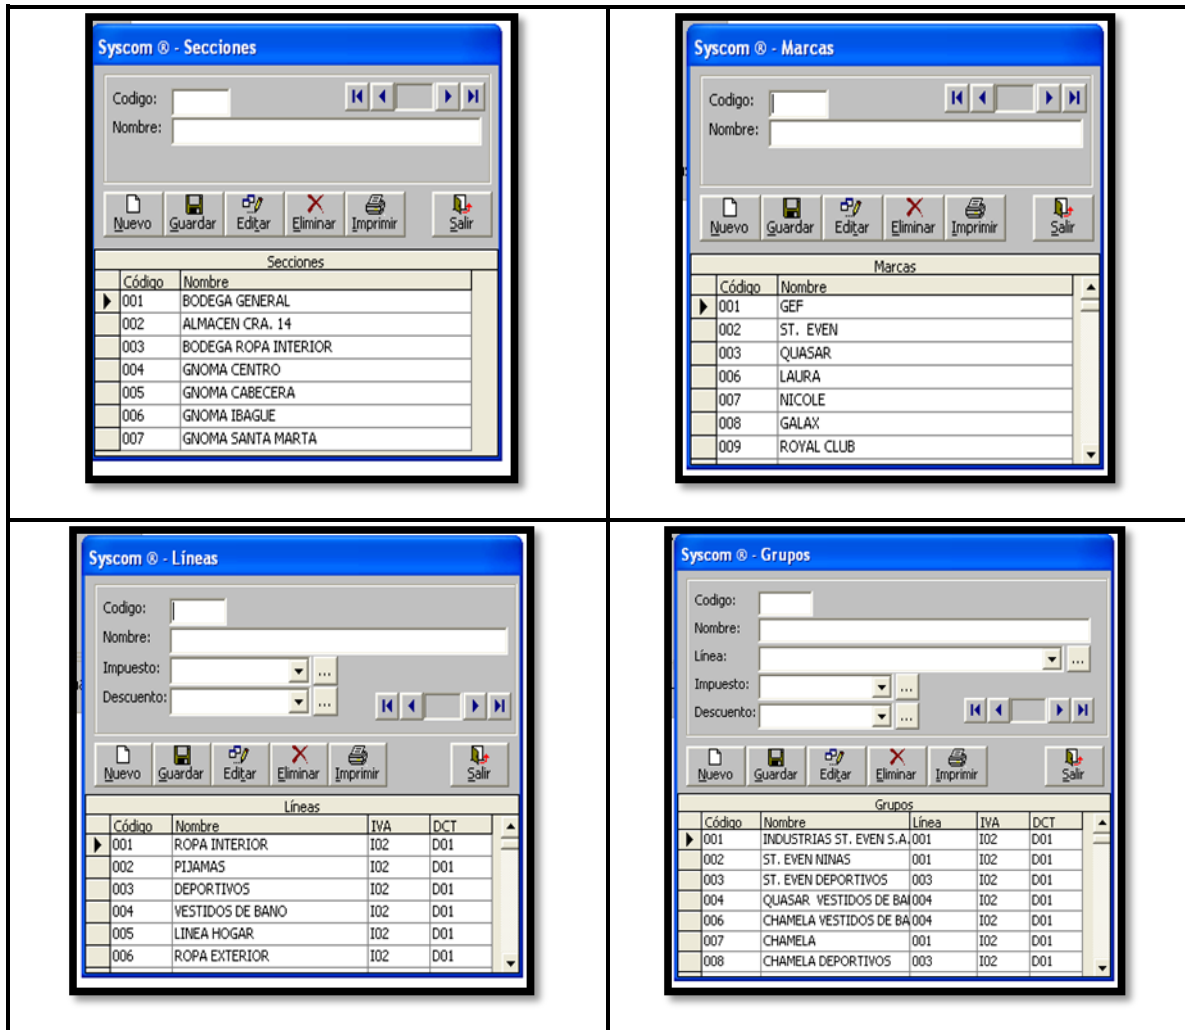 Syscom ® - Secciones
Codigo:
Nombre:
Nuevo Guardar Editar Eliminar Imprimir Salir
Secciones
Código Nombre
001 BODEGA GENERAL
002 ALMACEN CRA. 14
003 BODEGA ROPA INTERIOR
004 GNOMA CENTRO
005 GNOMA CABECERA
006 GNOMA IBAGUE
007 GNOMA SANTA MARTA
Syscom ® - Marcas
Codigo:
Nombre:
Nuevo Guardar Editar Eliminar Imprimir Salir
Marcas
Código Nombre
001 GEF
002 ST. EVEN
003 QUASAR
006 LAURA
007 NICOLE
008 GALAX
009 ROYAL CLUB
Syscom ® - Líneas
Codigo:
Nombre:
Impuesto: ...
Descuento: ...
Nuevo Guardar Editar Eliminar Imprimir Salir
Líneas
Código Nombre IVA DCT
001 ROPA INTERIOR I02 D01
002 PIJAMAS I02 D01
003 DEPORTIVOS I02 D01
004 VESTIDOS DE BANO I02 D01
005 LINEA HOGAR I02 D01
006 ROPA EXTERIOR I02 D01
Syscom ® - Grupos
Codigo:
Nombre:
Línea: ...
Impuesto: ...
Descuento: ...
Nuevo Guardar Editar Eliminar Imprimir Salir
Grupos
Código Nombre Línea IVA DCT
001 INDUSTRIAS ST. EVEN S.A. 001 I02 D01
002 ST. EVEN NINAS 001 I02 D01
003 ST. EVEN DEPORTIVOS 003 I02 D01
004 QUASAR VESTIDOS DE BA 004 I02 D01
006 CHAMELA VESTIDOS DE BA 004 I02 D01
007 CHAMELA 001 I02 D01
008 CHAMELA DEPORTIVOS 003 I02 D01